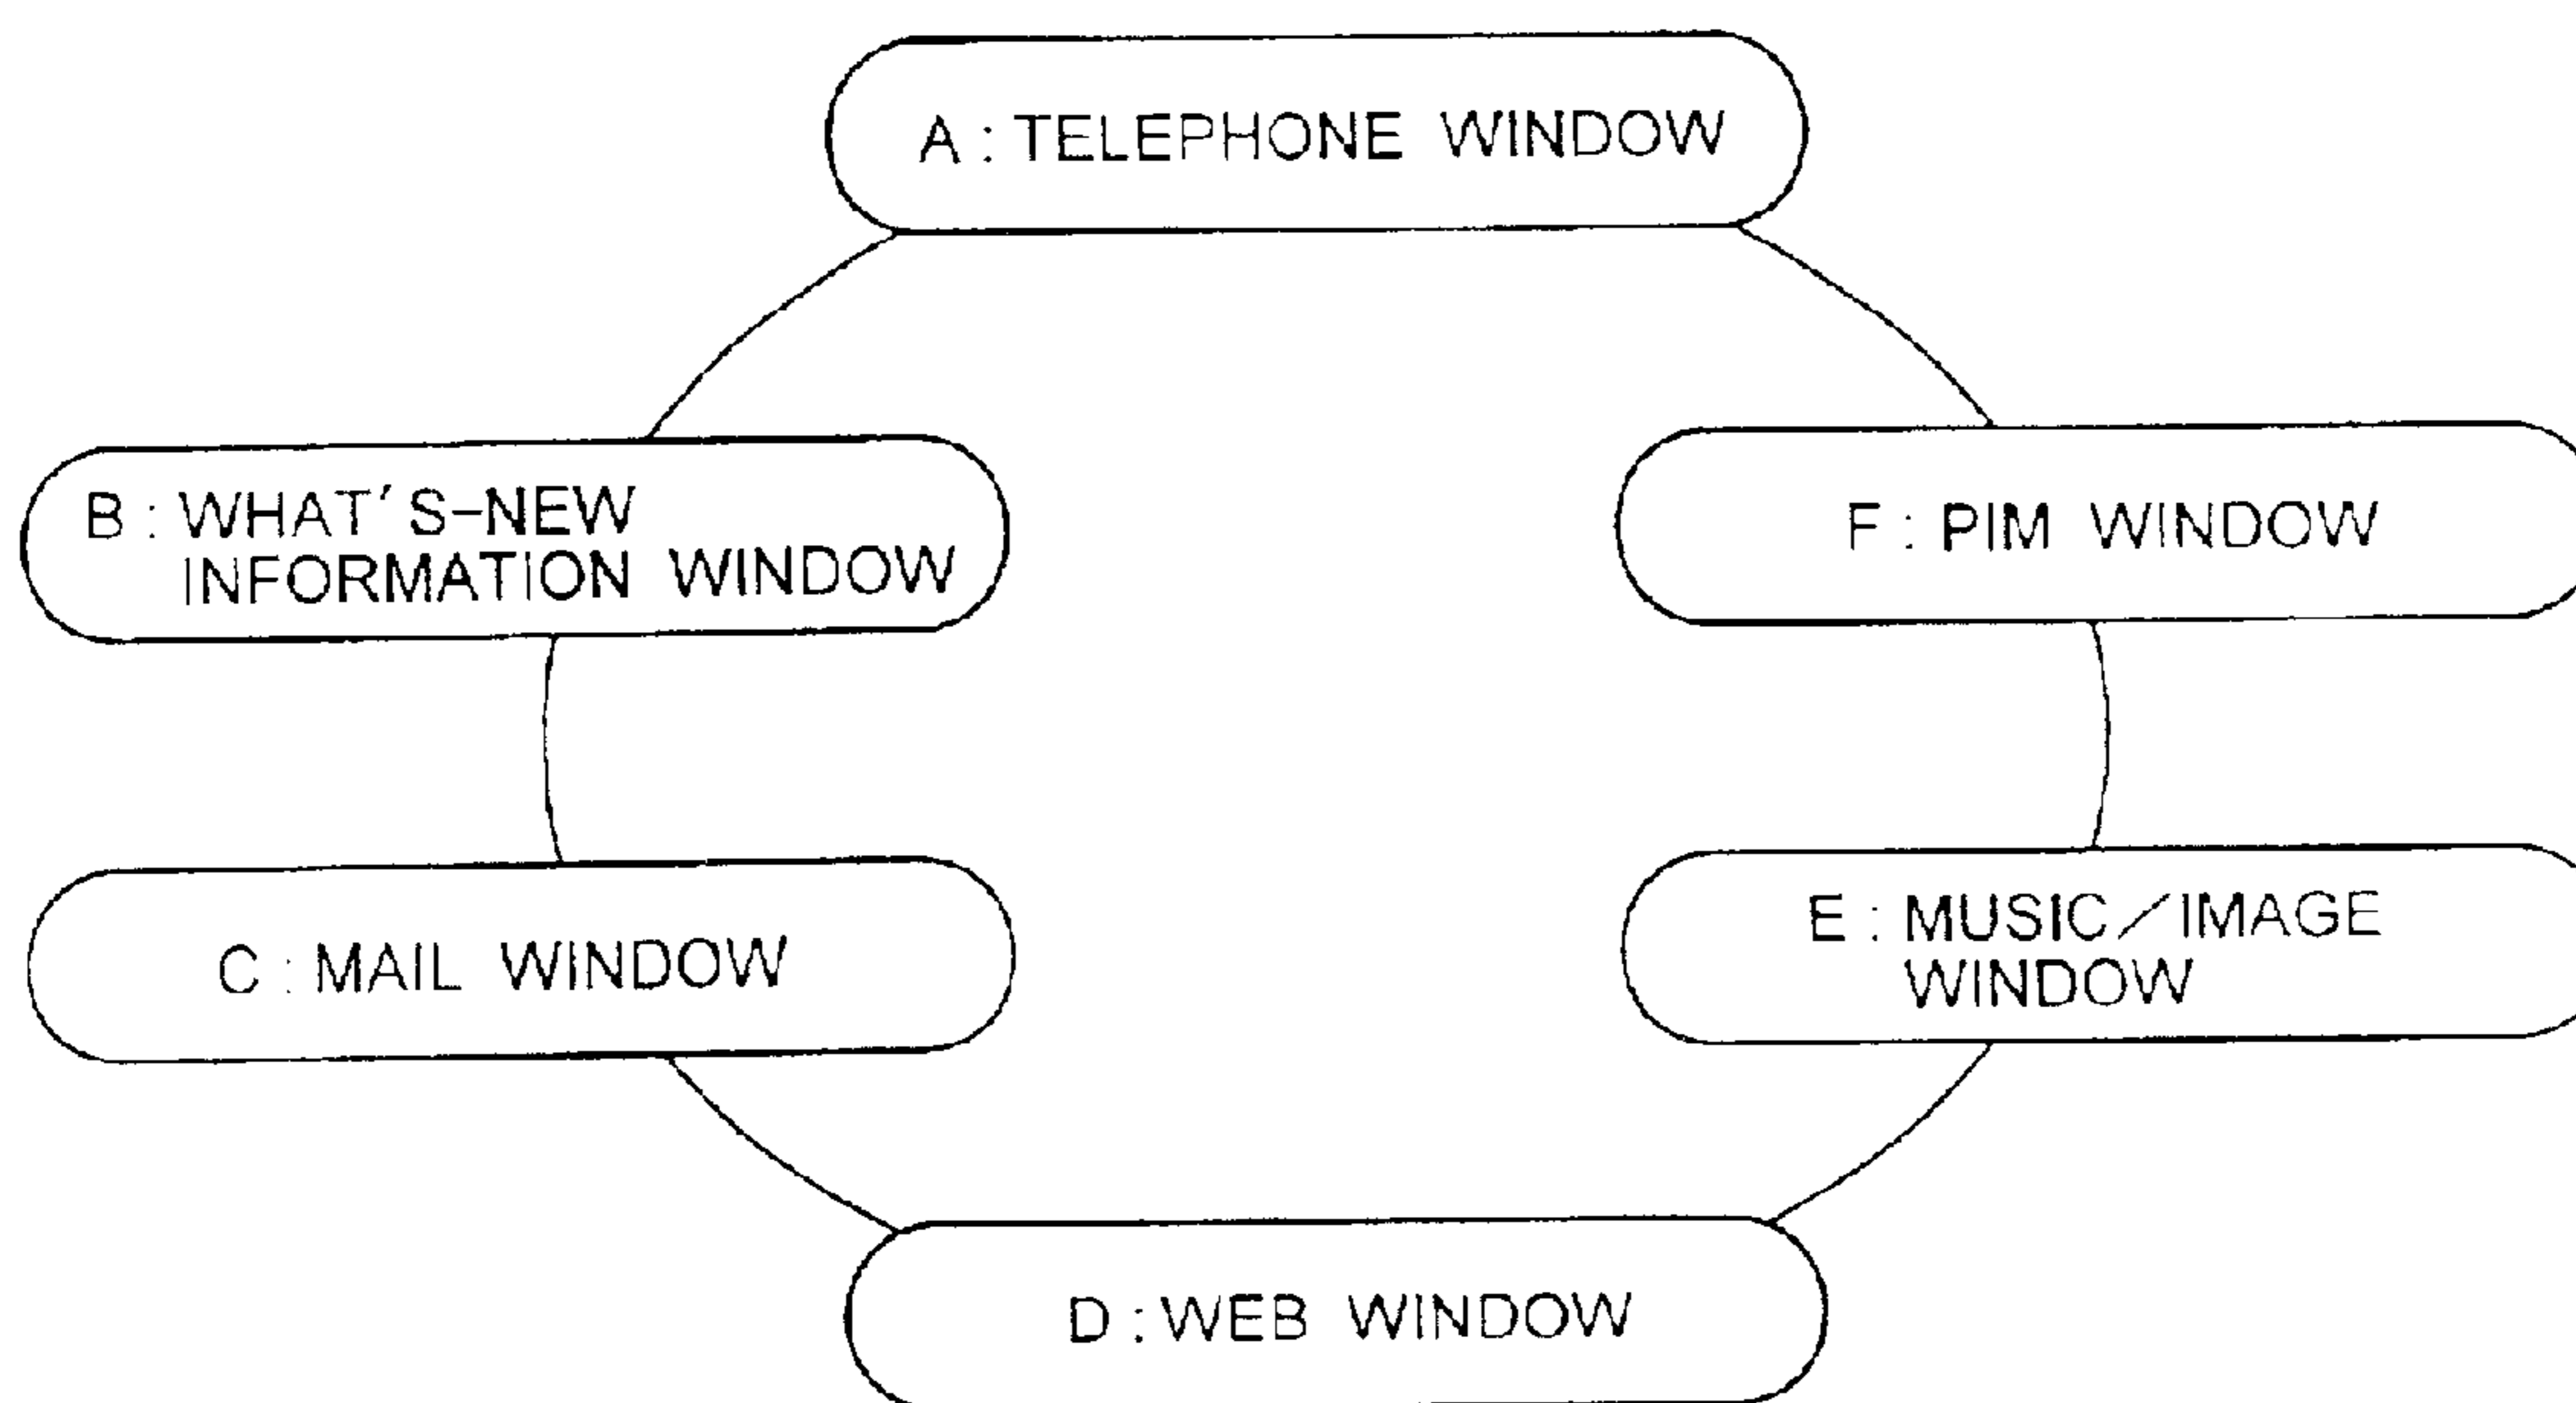 A : TELEPHONE WINDOW
B : WHAT'S-NEW
INFORMATION WINDOW
F : PIM WINDOW
C : MAIL WINDOW
E : MUSIC/IMAGE
WINDOW
D : WEB WINDOW